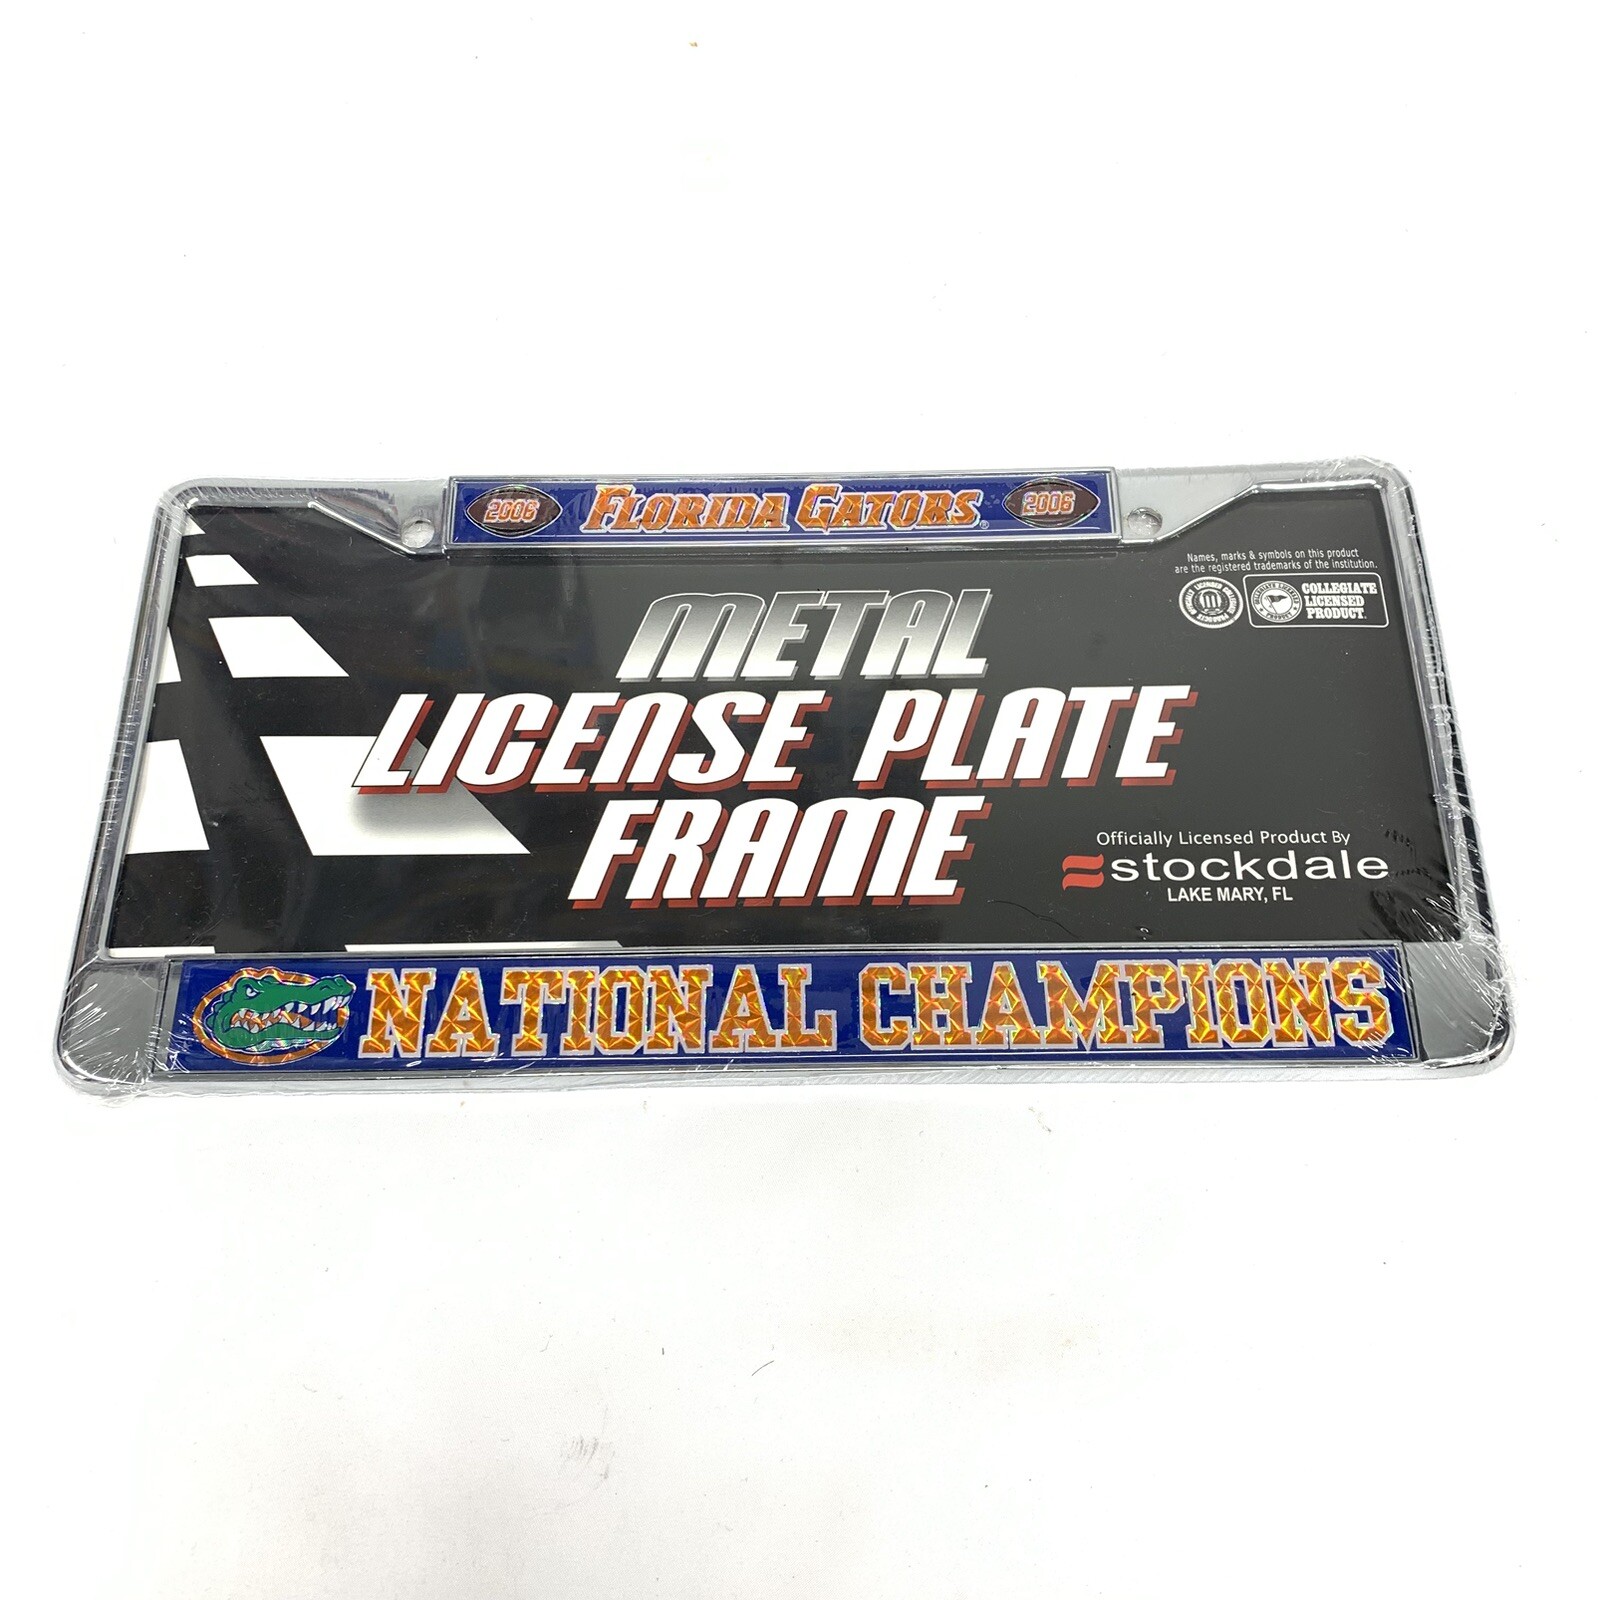 2006 FLORIDA GATORS® 2006
Names, marks & symbols on this product
are the registered trademarks of the institution.
COLLEGIATE
LICENSED
PRODUCT
METAL
LICENSE PLATE
FRAME
Officially Licensed Product By
stockdale
LAKE MARY, FL
NATIONAL CHAMPIONS